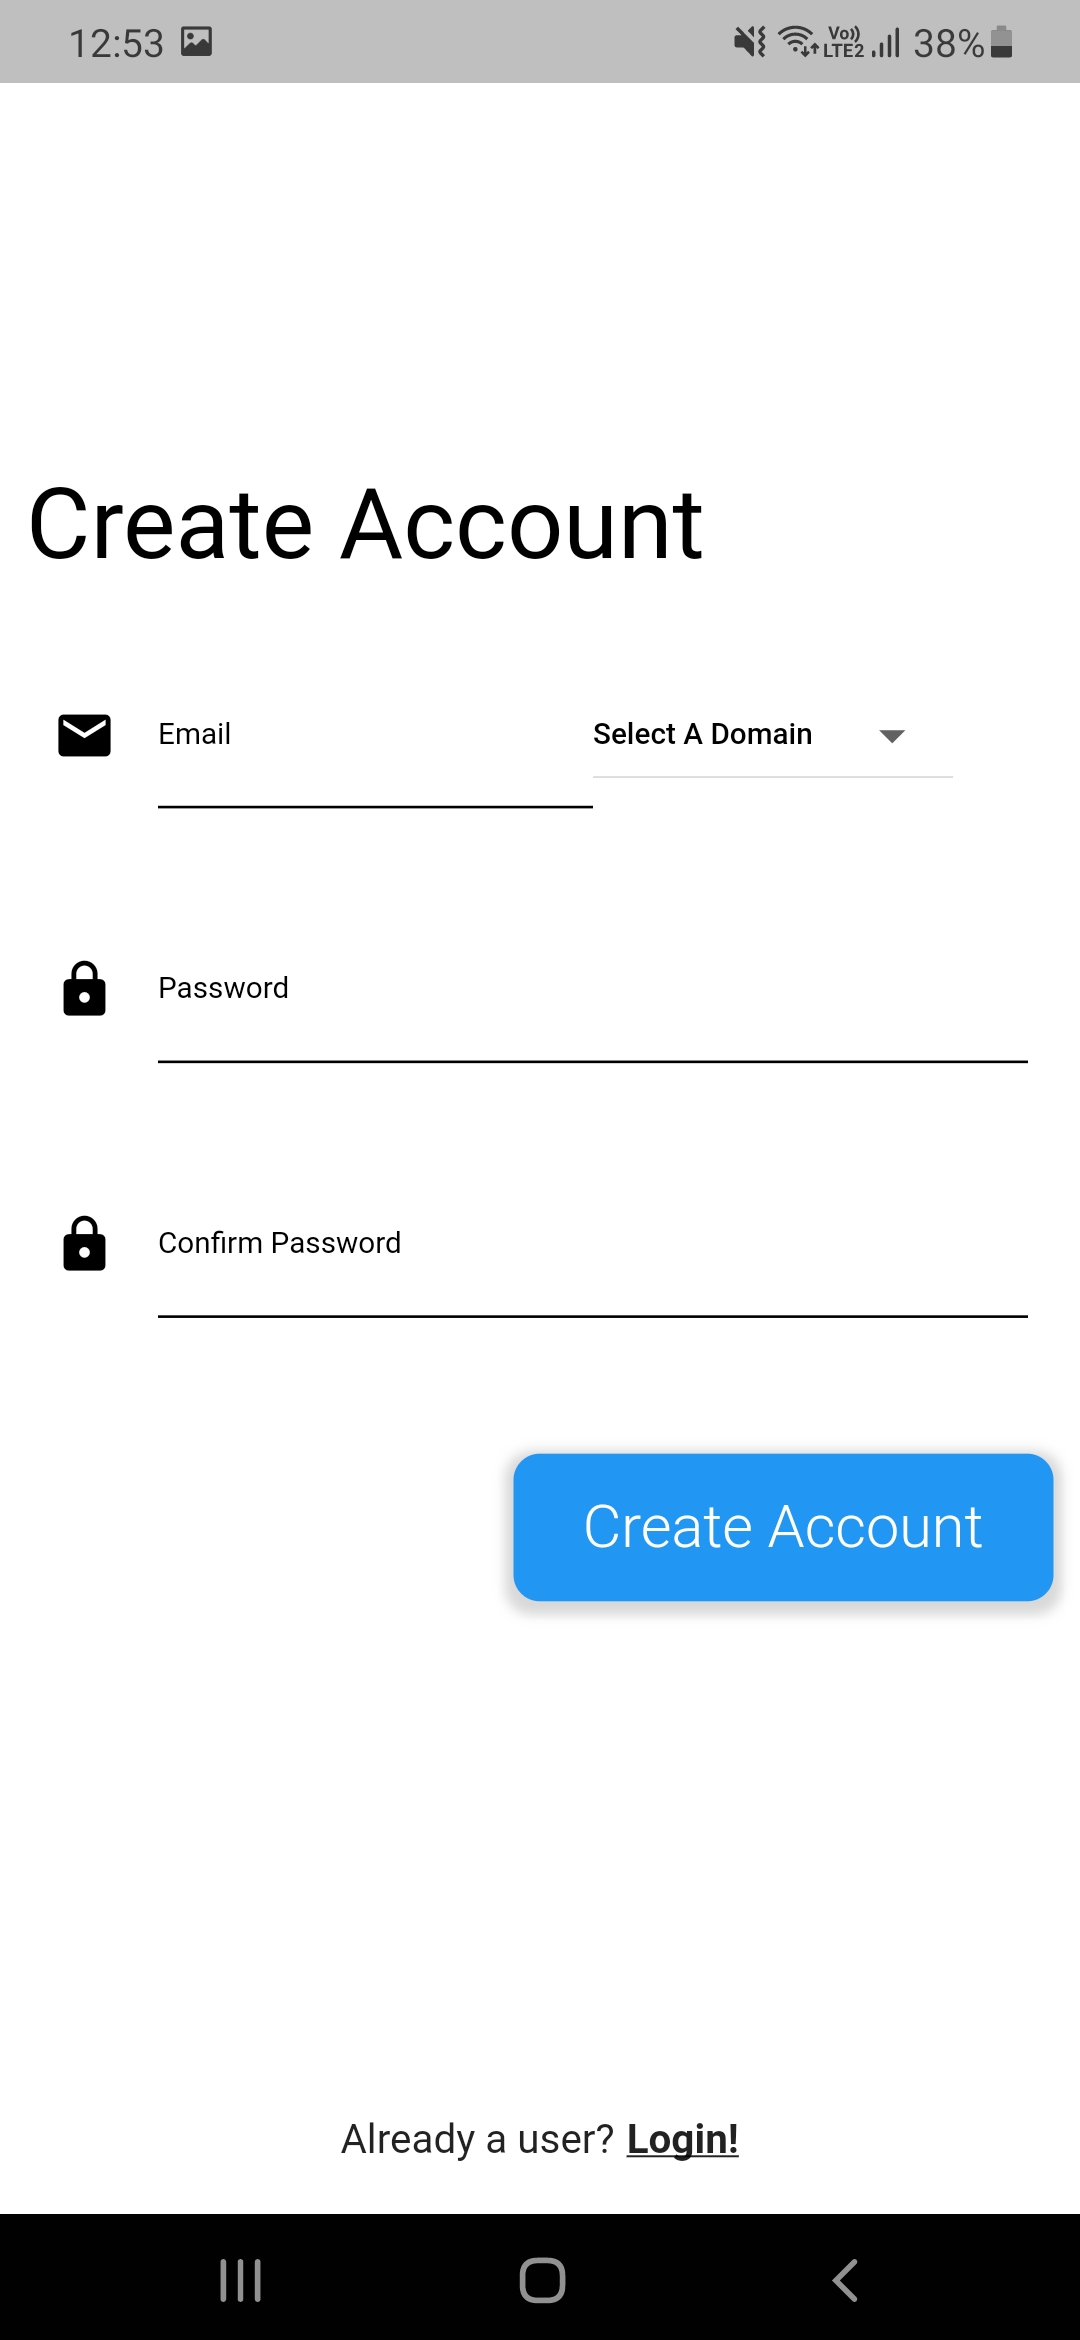 12:53 Vo)) LTE2 38%
Create Account
Email Select A Domain
Password
Confirm Password
Create Account
Already a user? Login!